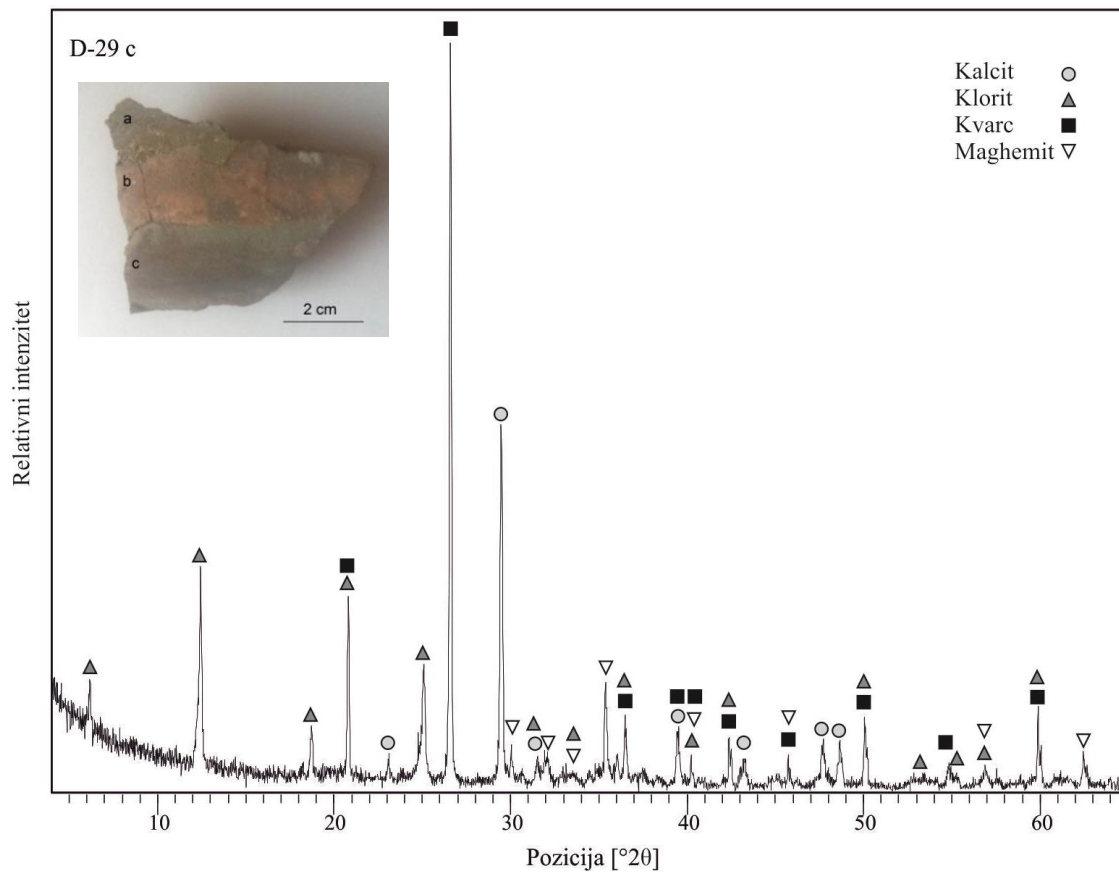 D-29 c
a
b
c
2 cm
Kalcit
Klorit
Kvarc
Maghemit
Relativni intenzitet
10 20 30 40 50 60
Pozicija [°2θ]